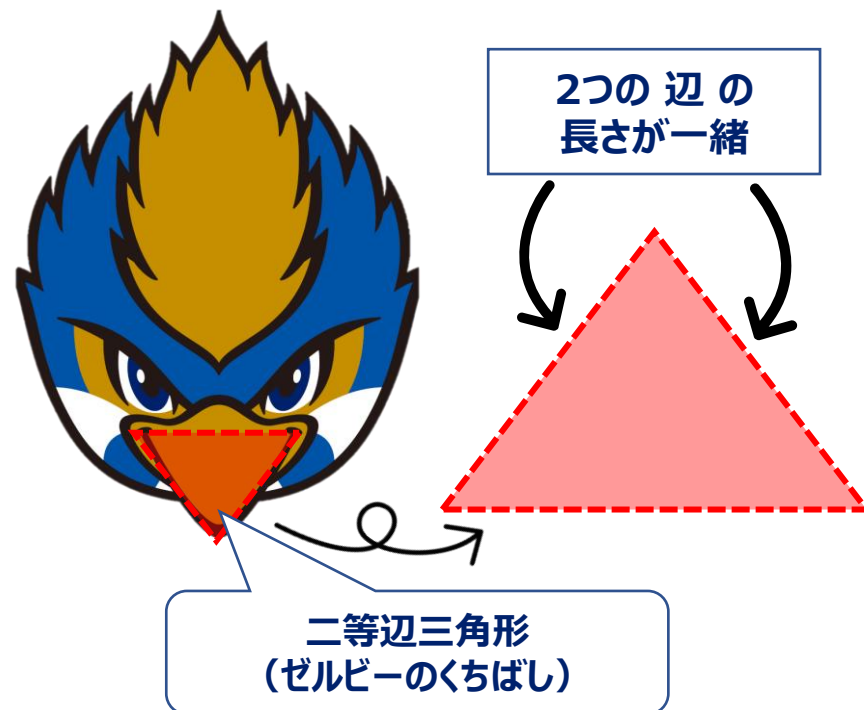 2つの 辺 の
長さが一緒
二等辺三角形
（ゼルビーのくちばし）